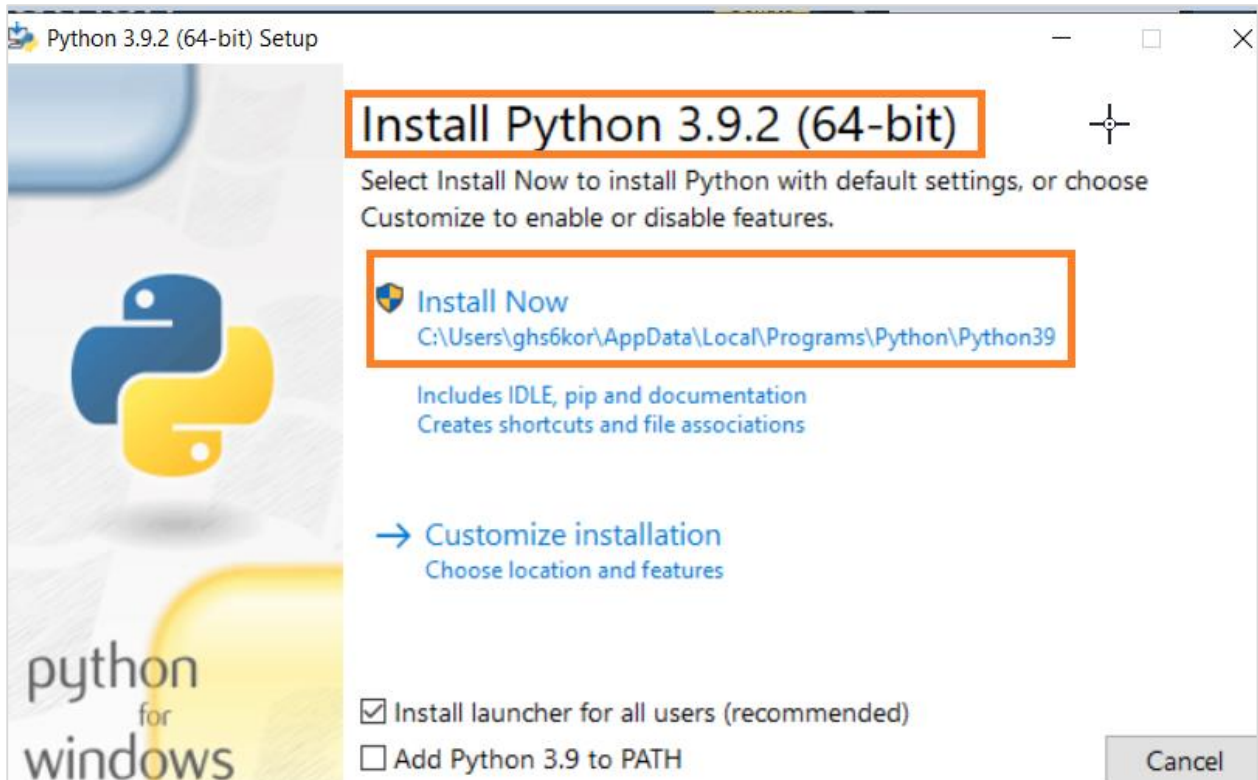 Python 3.9.2 (64-bit) Setup
Install Python 3.9.2 (64-bit)
Select Install Now to install Python with default settings, or choose
Customize to enable or disable features.
Install Now
C:\Users\ghs6kor\AppData\Local\Programs\Python\Python39
Includes IDLE, pip and documentation
Creates shortcuts and file associations
Customize installation
Choose location and features
python
for
windows
Install launcher for all users (recommended)
Add Python 3.9 to PATH
Cancel